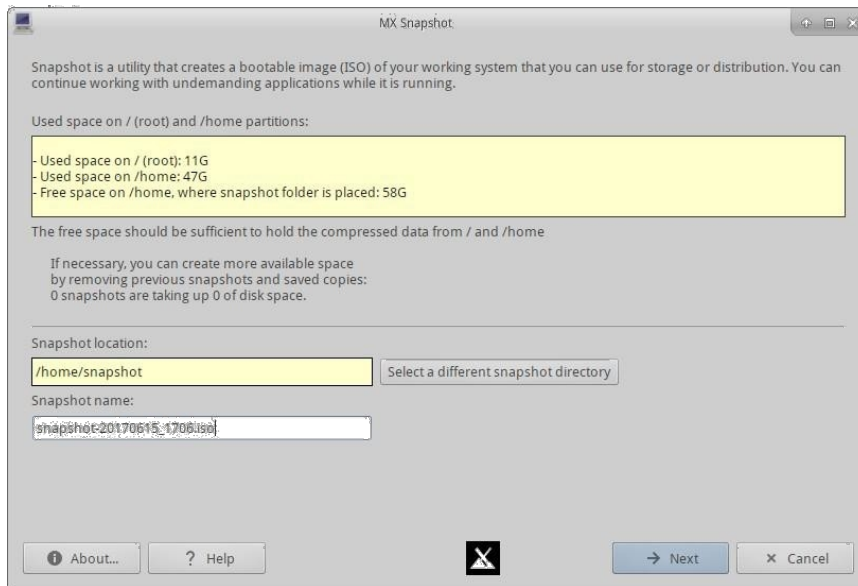 MX Snapshot
Snapshot is a utility that creates a bootable image (ISO) of your working system that you can use for storage or distribution. You can
continue working with undemanding applications while it is running.
Used space on / (root) and /home partitions:
- Used space on / (root): 11G
- Used space on /home: 47G
- Free space on /home, where snapshot folder is placed: 58G
The free space should be sufficient to hold the compressed data from / and /home
If necessary, you can create more available space
by removing previous snapshots and saved copies:
0 snapshots are taking up 0 of disk space.
Snapshot location:
/home/snapshot
Select a different snapshot directory
Snapshot name:
snapshot-20170615_1706.iso
About...
? Help
Next
Cancel